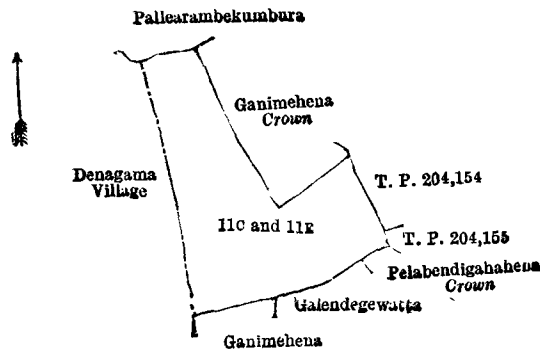 Pallearambekumbura
Ganimehena
Crown
Denagama
Village
T. P. 204,154
11C and 11E
T. P. 204,155
Pelabendigahahena
Crown
Galendegewatta
Ganimehena